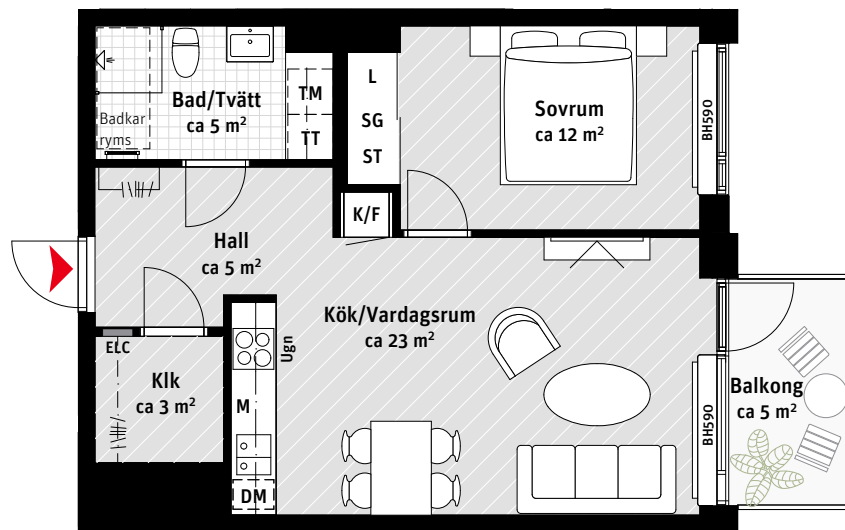 Bad/Tvätt
ca 5 m²
Badkar
ryms
TM
TT
L
SG
ST
Sovrum
ca 12 m²
BH590
K/F
Hall
ca 5 m²
ELC
Klk
ca 3 m²
Ugn
M
DM
Kök/Vardagsrum
ca 23 m²
BH590
Balkong
ca 5 m²